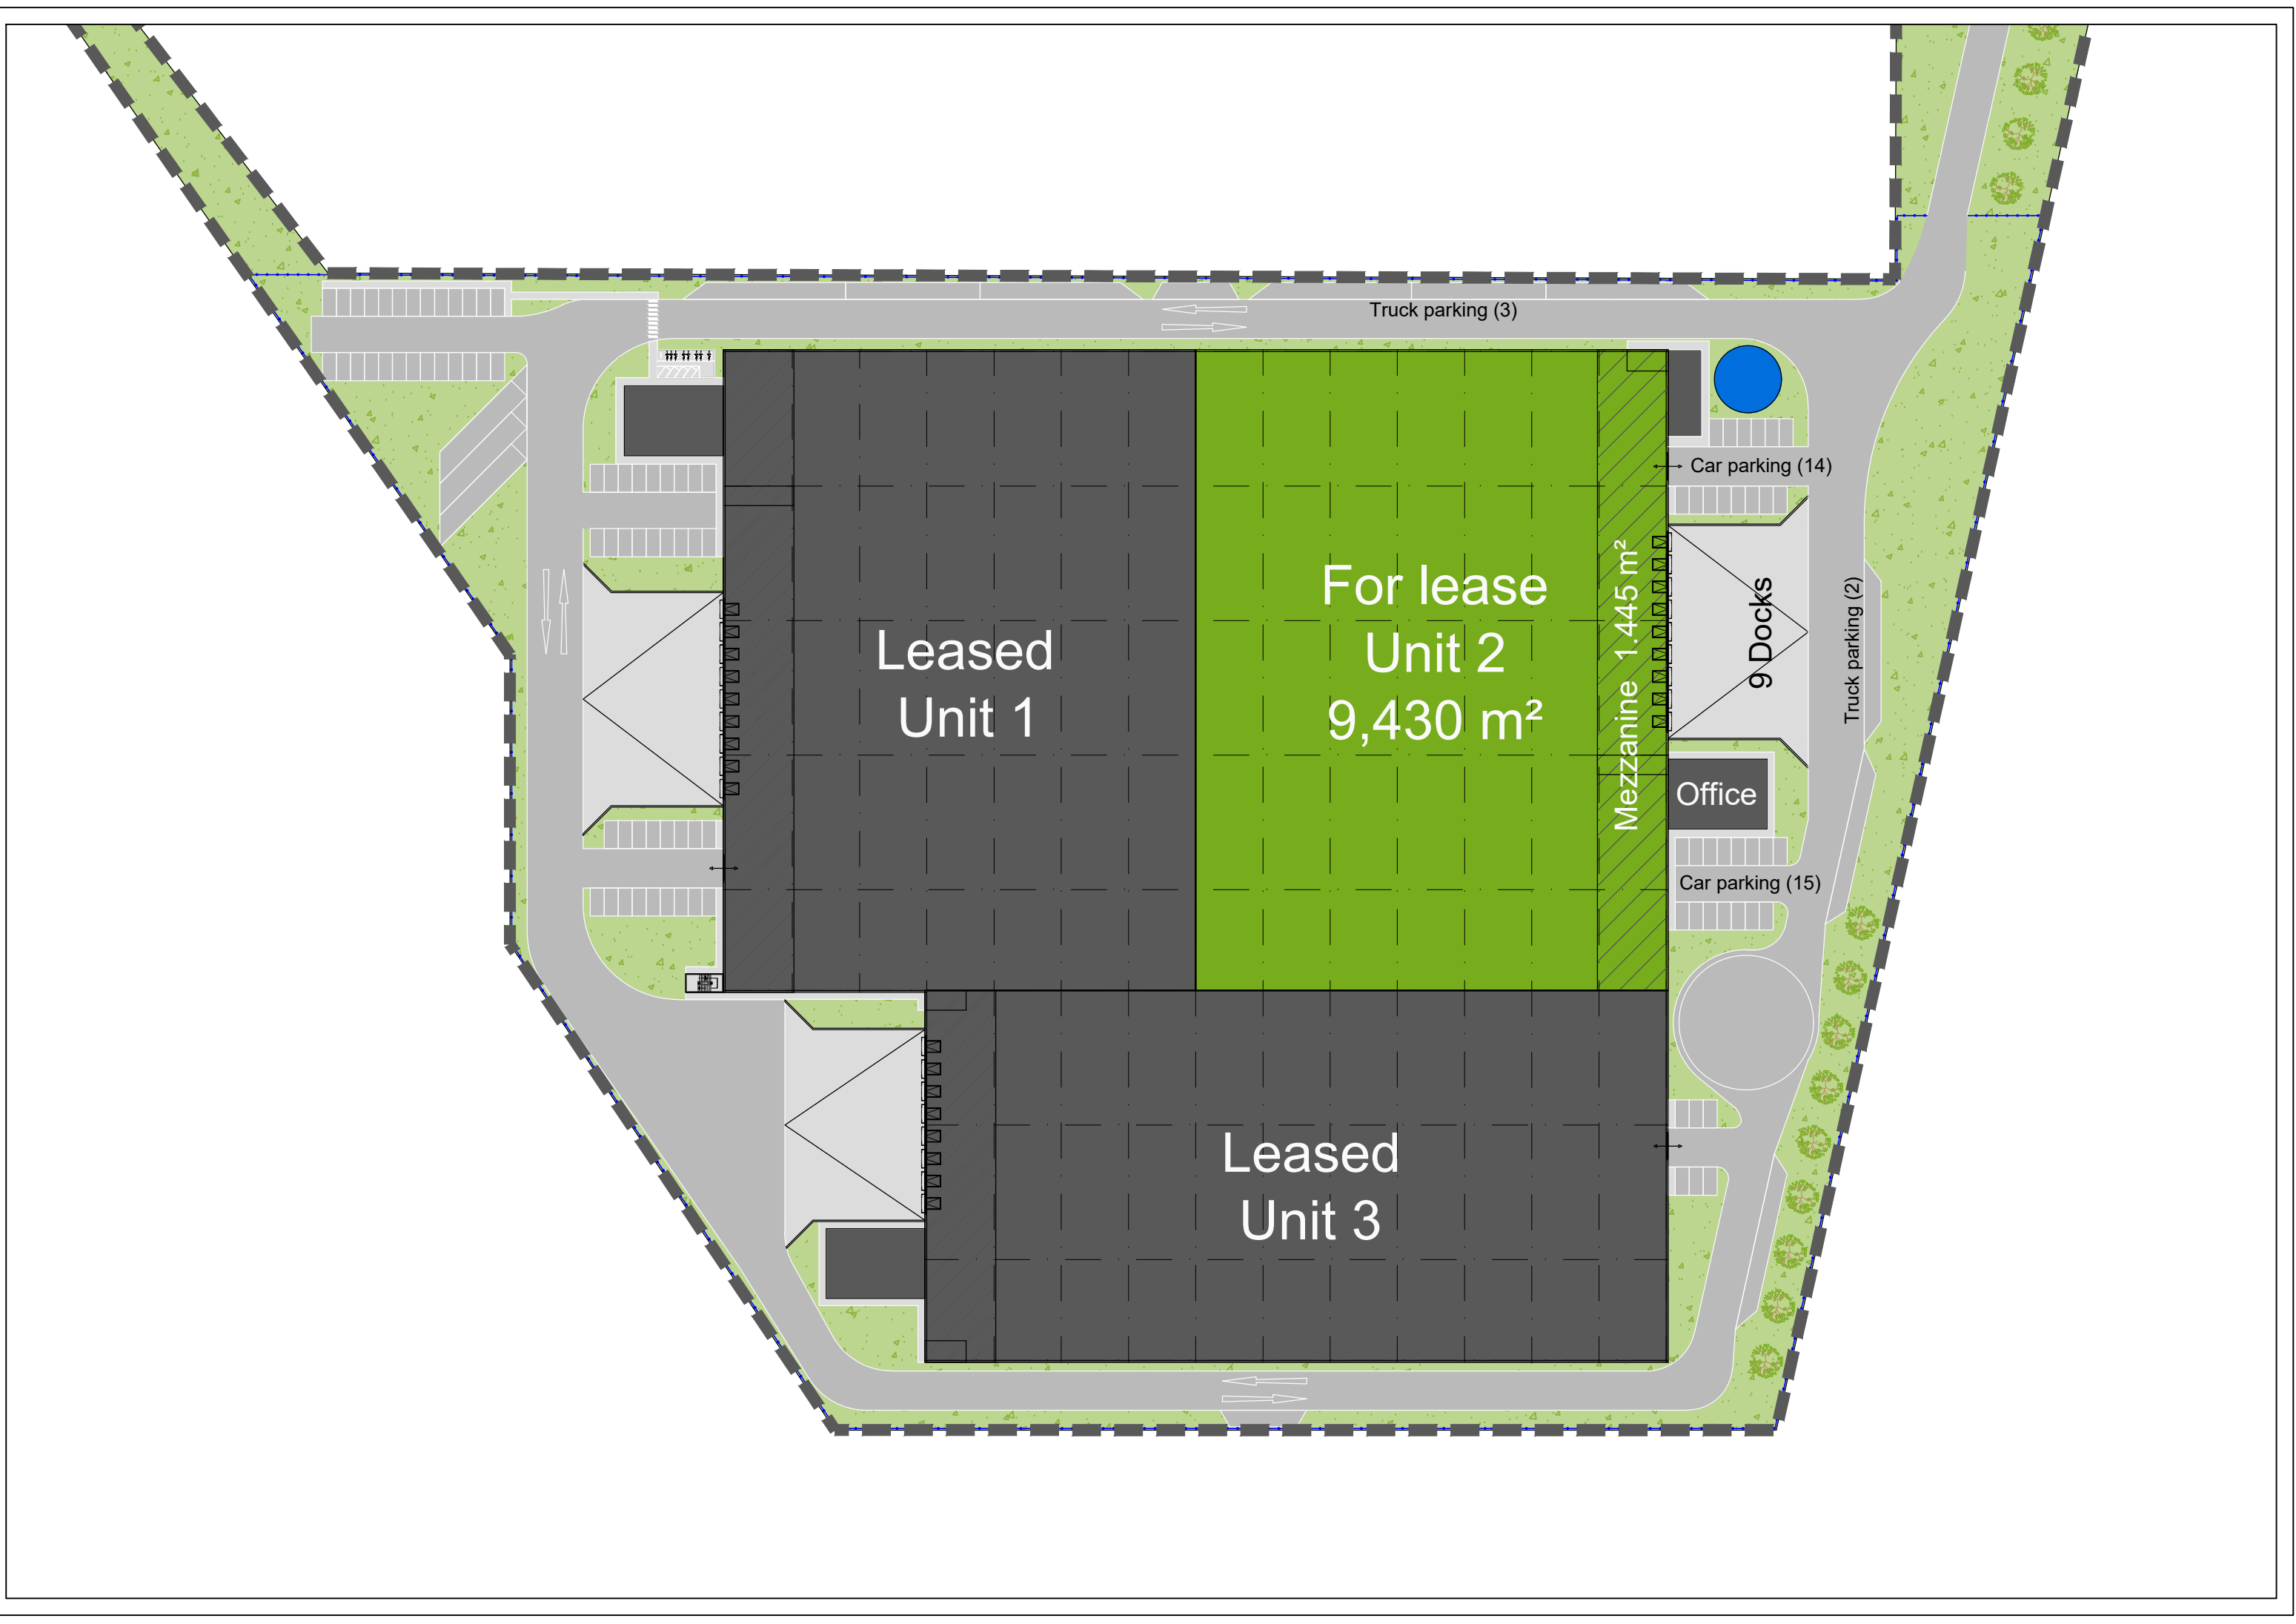 Truck parking (3)
Car parking (14)
For lease
Unit 2
9,430 m²
Mezzanine 1.445 m²
9 Docks
Truck parking (2)
Leased
Unit 1
Office
Car parking (15)
Leased
Unit 3